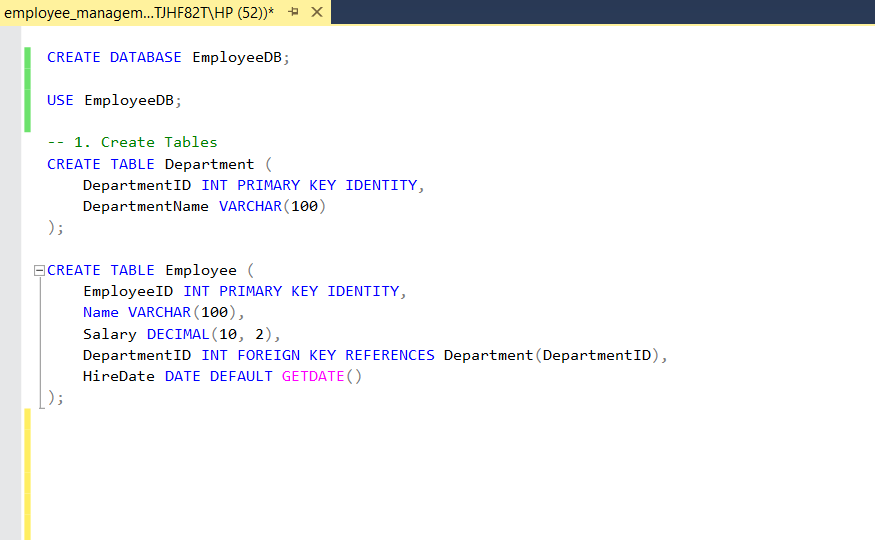 employee_managem...TJHF82T\HP (52))*
CREATE DATABASE EmployeeDB;
USE EmployeeDB;
-- 1. Create Tables
CREATE TABLE Department (
    DepartmentID INT PRIMARY KEY IDENTITY,
    DepartmentName VARCHAR(100)
);
CREATE TABLE Employee (
    EmployeeID INT PRIMARY KEY IDENTITY,
    Name VARCHAR(100),
    Salary DECIMAL(10, 2),
    DepartmentID INT FOREIGN KEY REFERENCES Department(DepartmentID),
    HireDate DATE DEFAULT GETDATE()
);